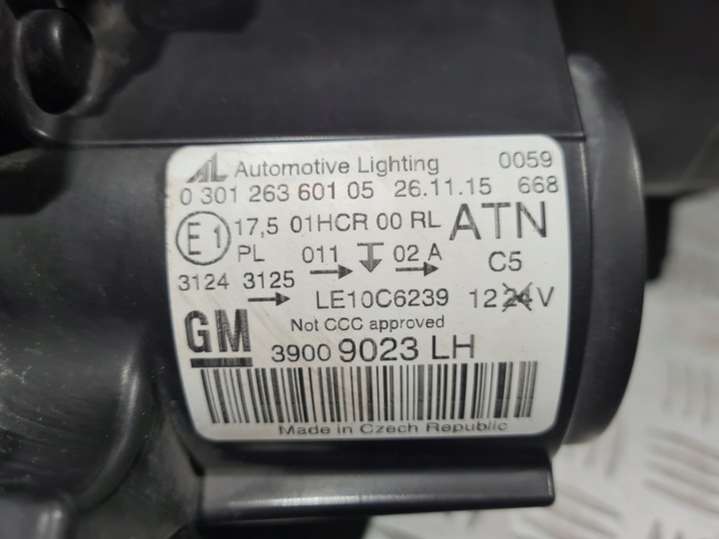 AL Automotive Lighting 0059
0 301 263 601 05 26.11.15 668
E1 17,5 01HCR 00 RL ATN
PL 011 02 A C5
3124 3125 LE10C6239 12 24 V
GM Not CCC approved
3900 9023 LH
Made in Czech Republic